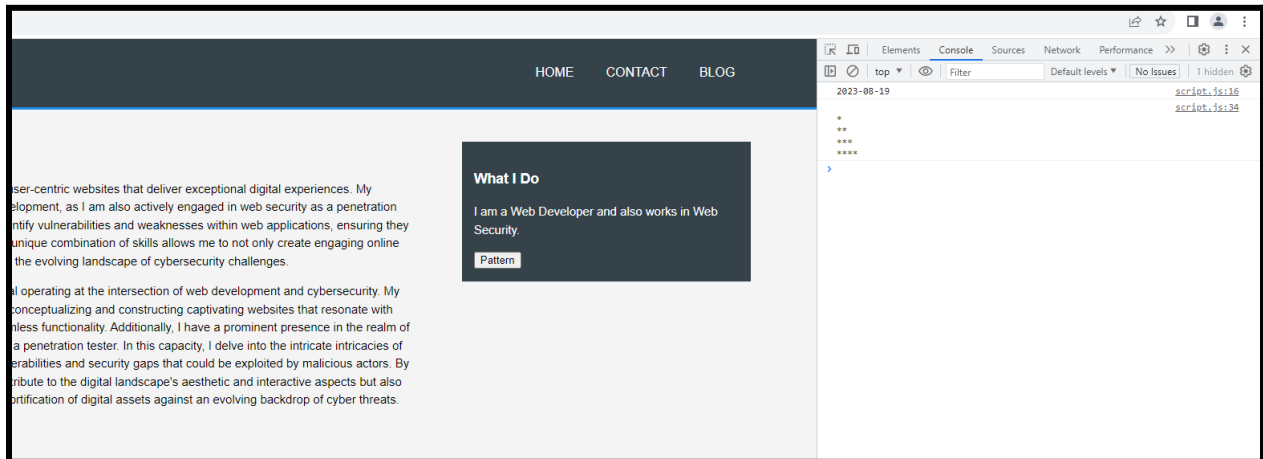 Elements Console Sources Network Performance
top Filter Default levels No Issues 1 hidden
HOME CONTACT BLOG
user-centric websites that deliver exceptional digital experiences. My
elopment, as I am also actively engaged in web security as a penetration
ntify vulnerabilities and weaknesses within web applications, ensuring they
unique combination of skills allows me to not only create engaging online
the evolving landscape of cybersecurity challenges.
al operating at the intersection of web development and cybersecurity. My
conceptualizing and constructing captivating websites that resonate with
mless functionality. Additionally, I have a prominent presence in the realm of
a penetration tester. In this capacity, I delve into the intricate intricacies of
erabilities and security gaps that could be exploited by malicious actors. By
tribute to the digital landscape's aesthetic and interactive aspects but also
ortification of digital assets against an evolving backdrop of cyber threats.
What I Do
I am a Web Developer and also works in Web
Security.
Pattern
2023-08-19 script.js:16
script.js:34
*
**
***
****